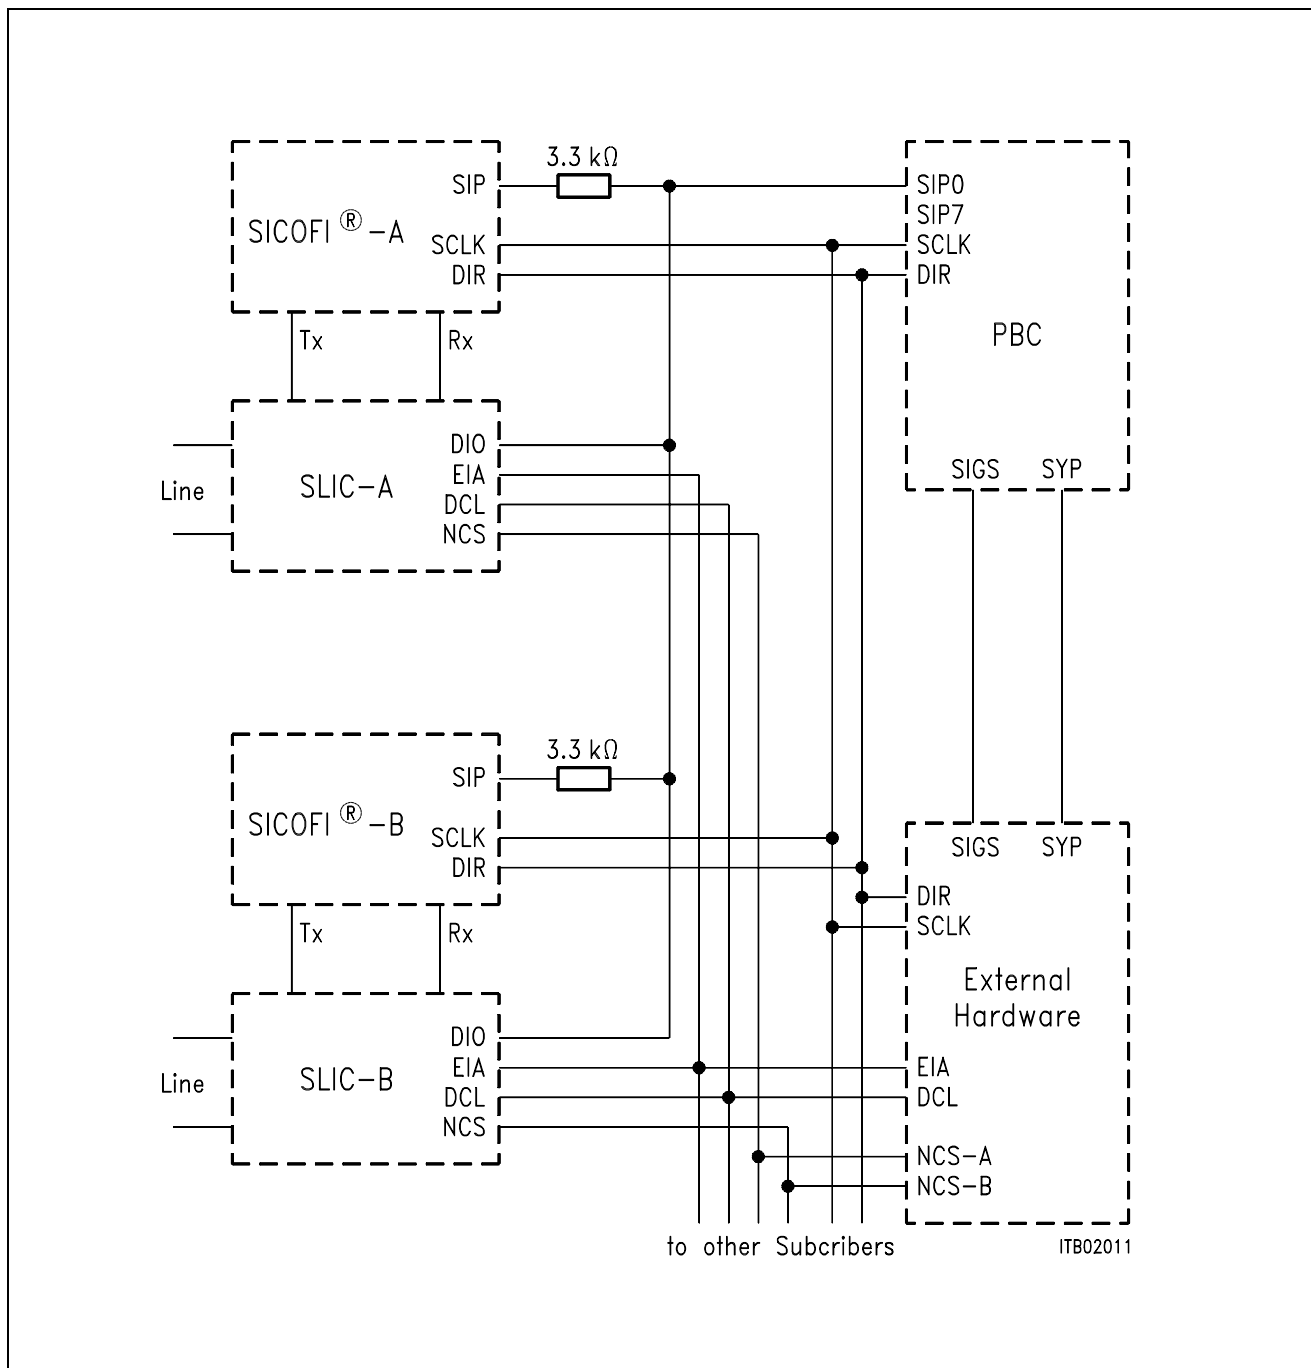 3.3 kΩ
SIP
SICOFI ®-A
SCLK
DIR
SIP0
SIP7
SCLK
DIR
PBC
SIGS SYP
Tx Rx
Line
SLIC-A
DIO
EIA
DCL
NCS
3.3 kΩ
SIP
SICOFI ®-B
SCLK
DIR
Tx Rx
Line
SLIC-B
DIO
EIA
DCL
NCS
SIGS SYP
DIR
SCLK
External
Hardware
EIA
DCL
NCS-A
NCS-B
to other Subcribers
ITB02011